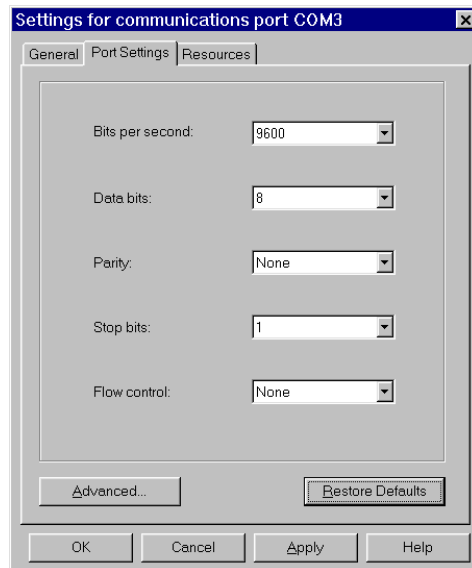 Settings for communications port COM3
General Port Settings Resources
Bits per second: 9600
Data bits: 8
Parity: None
Stop bits: 1
Flow control: None
Advanced... Restore Defaults
OK Cancel Apply Help